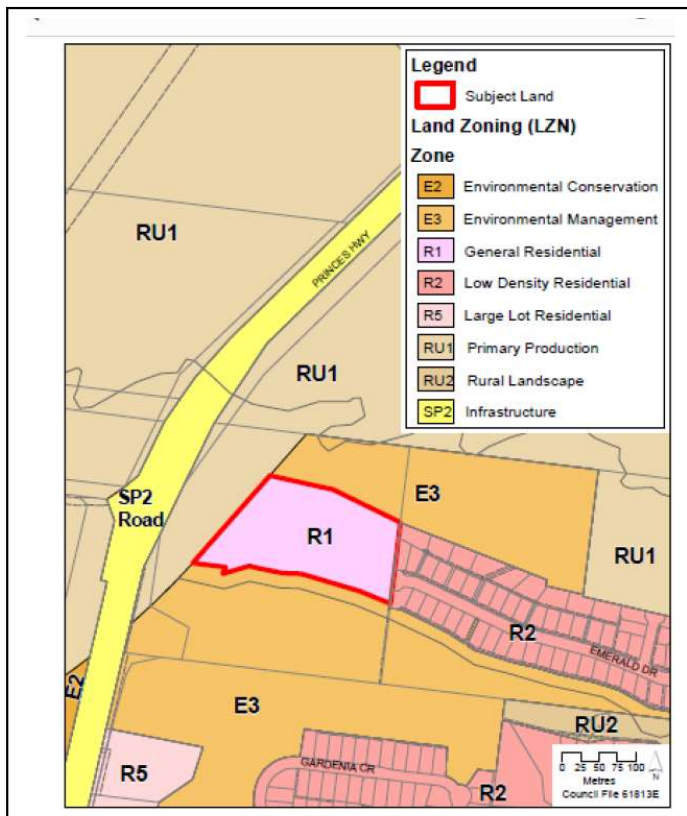 Legend
Subject Land
Land Zoning (LZN)
Zone
E2 Environmental Conservation
E3 Environmental Management
R1 General Residential
R2 Low Density Residential
R5 Large Lot Residential
RU1 Primary Production
RU2 Rural Landscape
SP2 Infrastructure
RU1
PRINCES HWY
RU1
SP2
Road
E3
R1
RU1
R2
EMERALD DR
E2
E3
RU2
R5
GARDENIA CR
R2
0 25 50 75 100
Metres
N
Council File 61813E